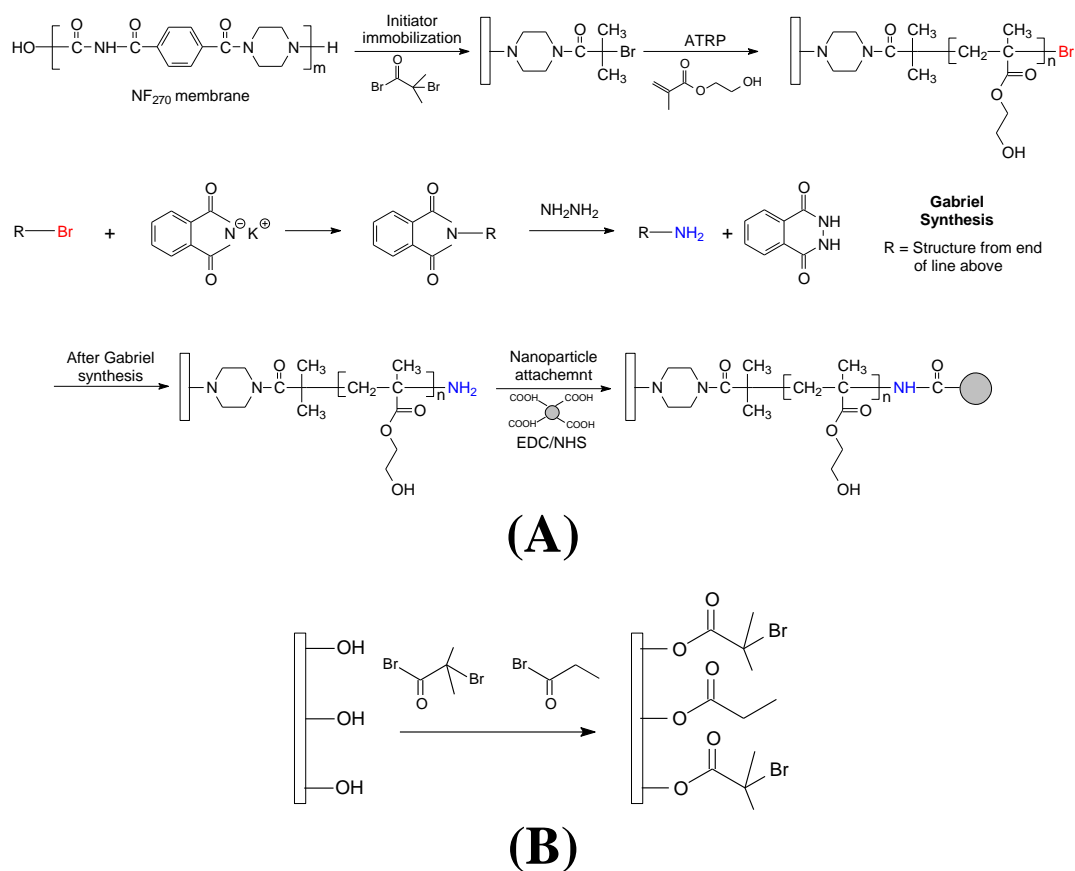 HO C NH C C N N H m
O O O
NF270 membrane
Initiator
immobilization
Br O Br
N N C Br
O CH3
CH3
ATRP
O O OH
N N C CH2 C Br n
O CH3 CH3
CH3 O
O
OH
R Br + N⊖ K⊕ O O
N R O O
NH2NH2
R NH2 + O NH NH O
Gabriel
Synthesis
R = Structure from end
of line above
After Gabriel
synthesis
N N C CH2 C NH2 n
O CH3 CH3
CH3 O
O
OH
Nanoparticle
attachemnt
COOH COOH
COOH COOH
EDC/NHS
N N C CH2 C NH C n
O CH3 CH3 O
CH3 O
O
OH
(A)
OH
OH
OH
Br O Br
Br O
O O Br
O O
O O Br
(B)